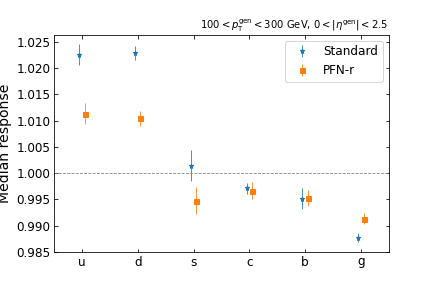 100 < p_T^gen < 300 GeV, 0 < |η^gen| < 2.5
Standard
PFN-r
Median response
1.025
1.020
1.015
1.010
1.005
1.000
0.995
0.990
0.985
u d s c b g